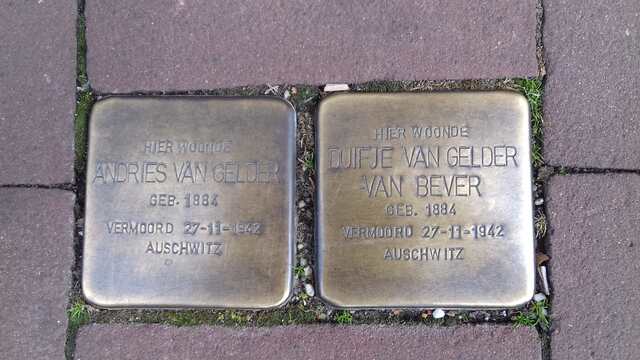 HIER WOONDE
ANDRIES VAN GELDER
GEB. 1884
VERMOORD 27-11-1942
AUSCHWITZ
HIER WOONDE
DUIFJE VAN GELDER
VAN BEVER
GEB. 1884
VERMOORD 27-11-1942
AUSCHWITZ